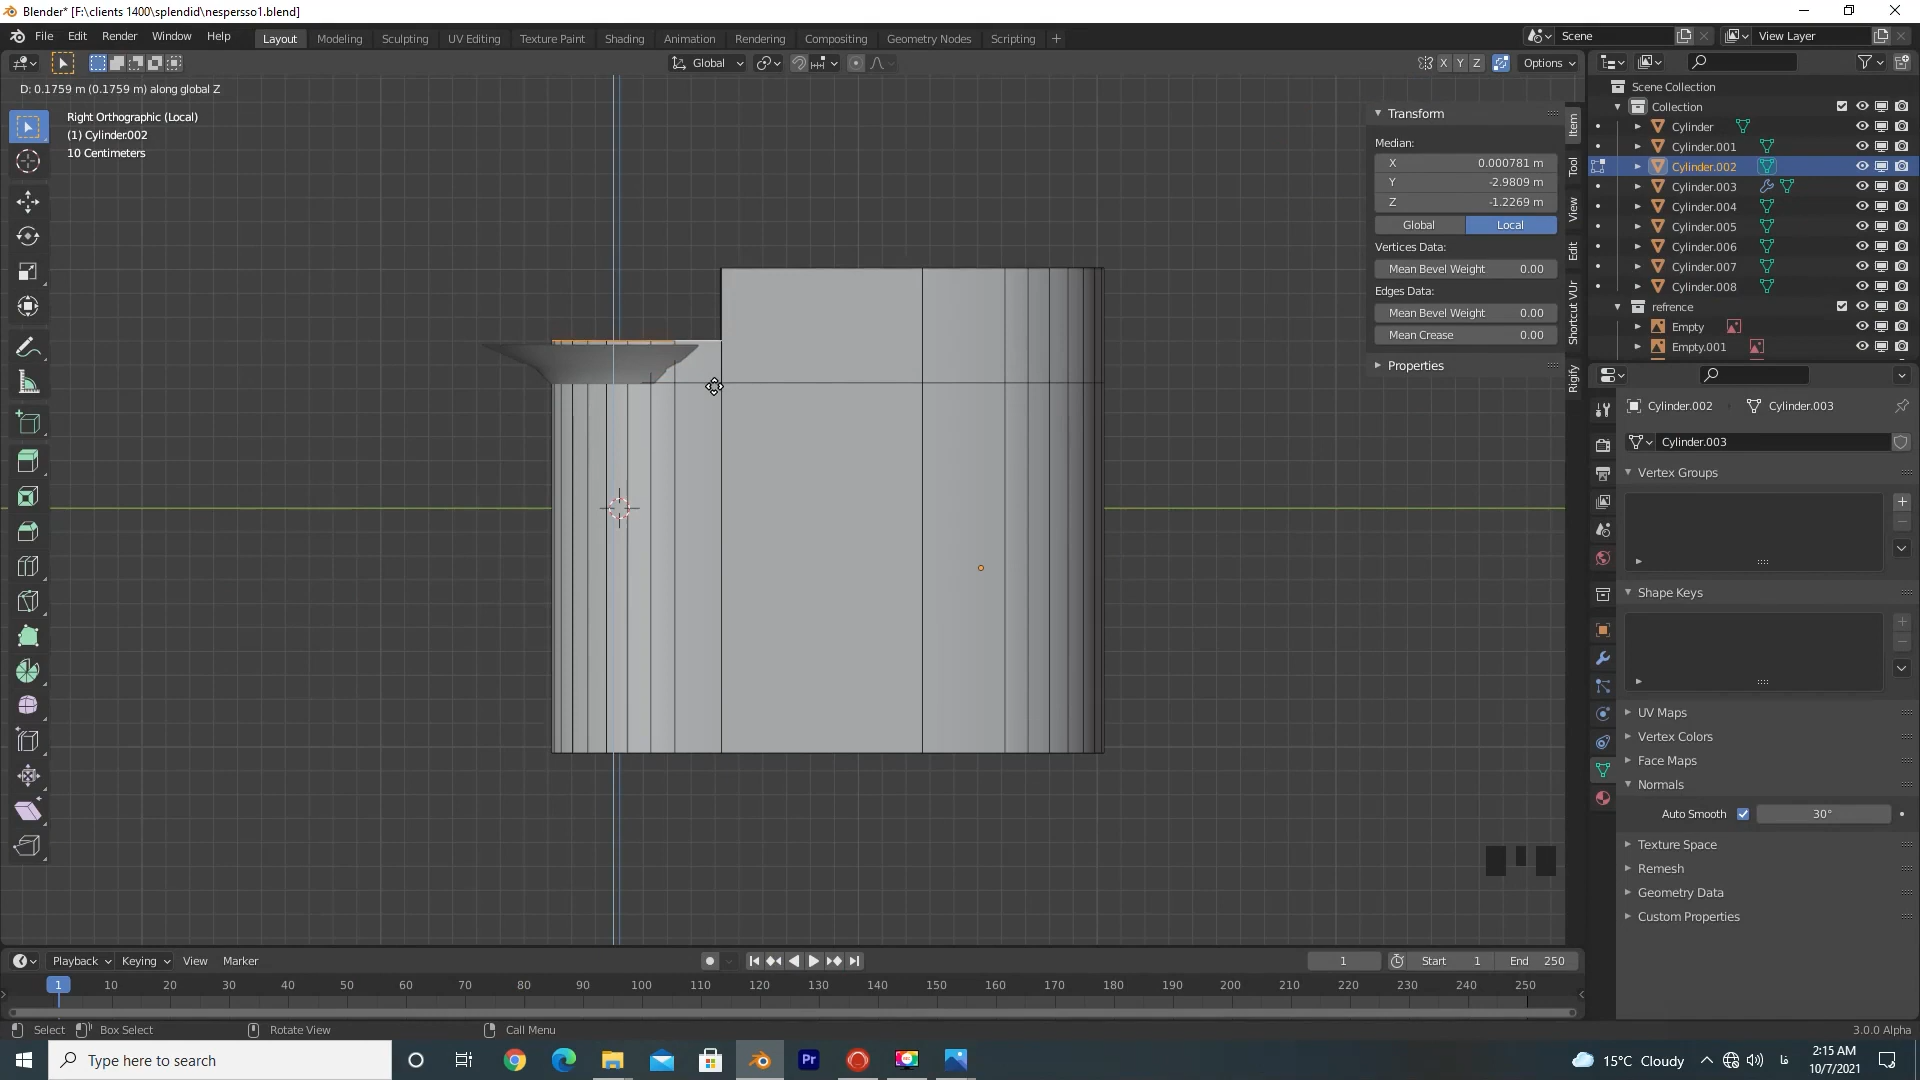 Blender* [F:\clients 1400\splendid\nespersso1.blend]
File Edit Render Window Help Layout Modeling Sculpting UV Editing Texture Paint Shading Animation Rendering Compositing Geometry Nodes Scripting + Scene View Layer
Global X Y Z Options
D: 0.1759 m (0.1759 m) along global Z
Right Orthographic (Local)
(1) Cylinder.002
10 Centimeters
Transform
Median:
X 0.000781 m
Y -2.9809 m
Z -1.2269 m
Global Local
Vertices Data:
Mean Bevel Weight 0.00
Edges Data:
Mean Bevel Weight 0.00
Mean Crease 0.00
Properties
Item
Tool
View
Edit
Shortcut VUr
Rigify
Scene Collection
Collection
Cylinder
Cylinder.001
Cylinder.002
Cylinder.003
Cylinder.004
Cylinder.005
Cylinder.006
Cylinder.007
Cylinder.008
refrence
Empty
Empty.001
Cylinder.002 Cylinder.003
Cylinder.003
Vertex Groups
Shape Keys
UV Maps
Vertex Colors
Face Maps
Normals
Auto Smooth 30°
Texture Space
Remesh
Geometry Data
Custom Properties
Playback Keying View Marker 1 Start 1 End 250
1 10 20 30 40 50 60 70 80 90 100 110 120 130 140 150 160 170 180 190 200 210 220 230 240 250
Select Box Select Rotate View Call Menu 3.0.0 Alpha
Type here to search Pr 15°C Cloudy فا 2:15 AM
10/7/2021